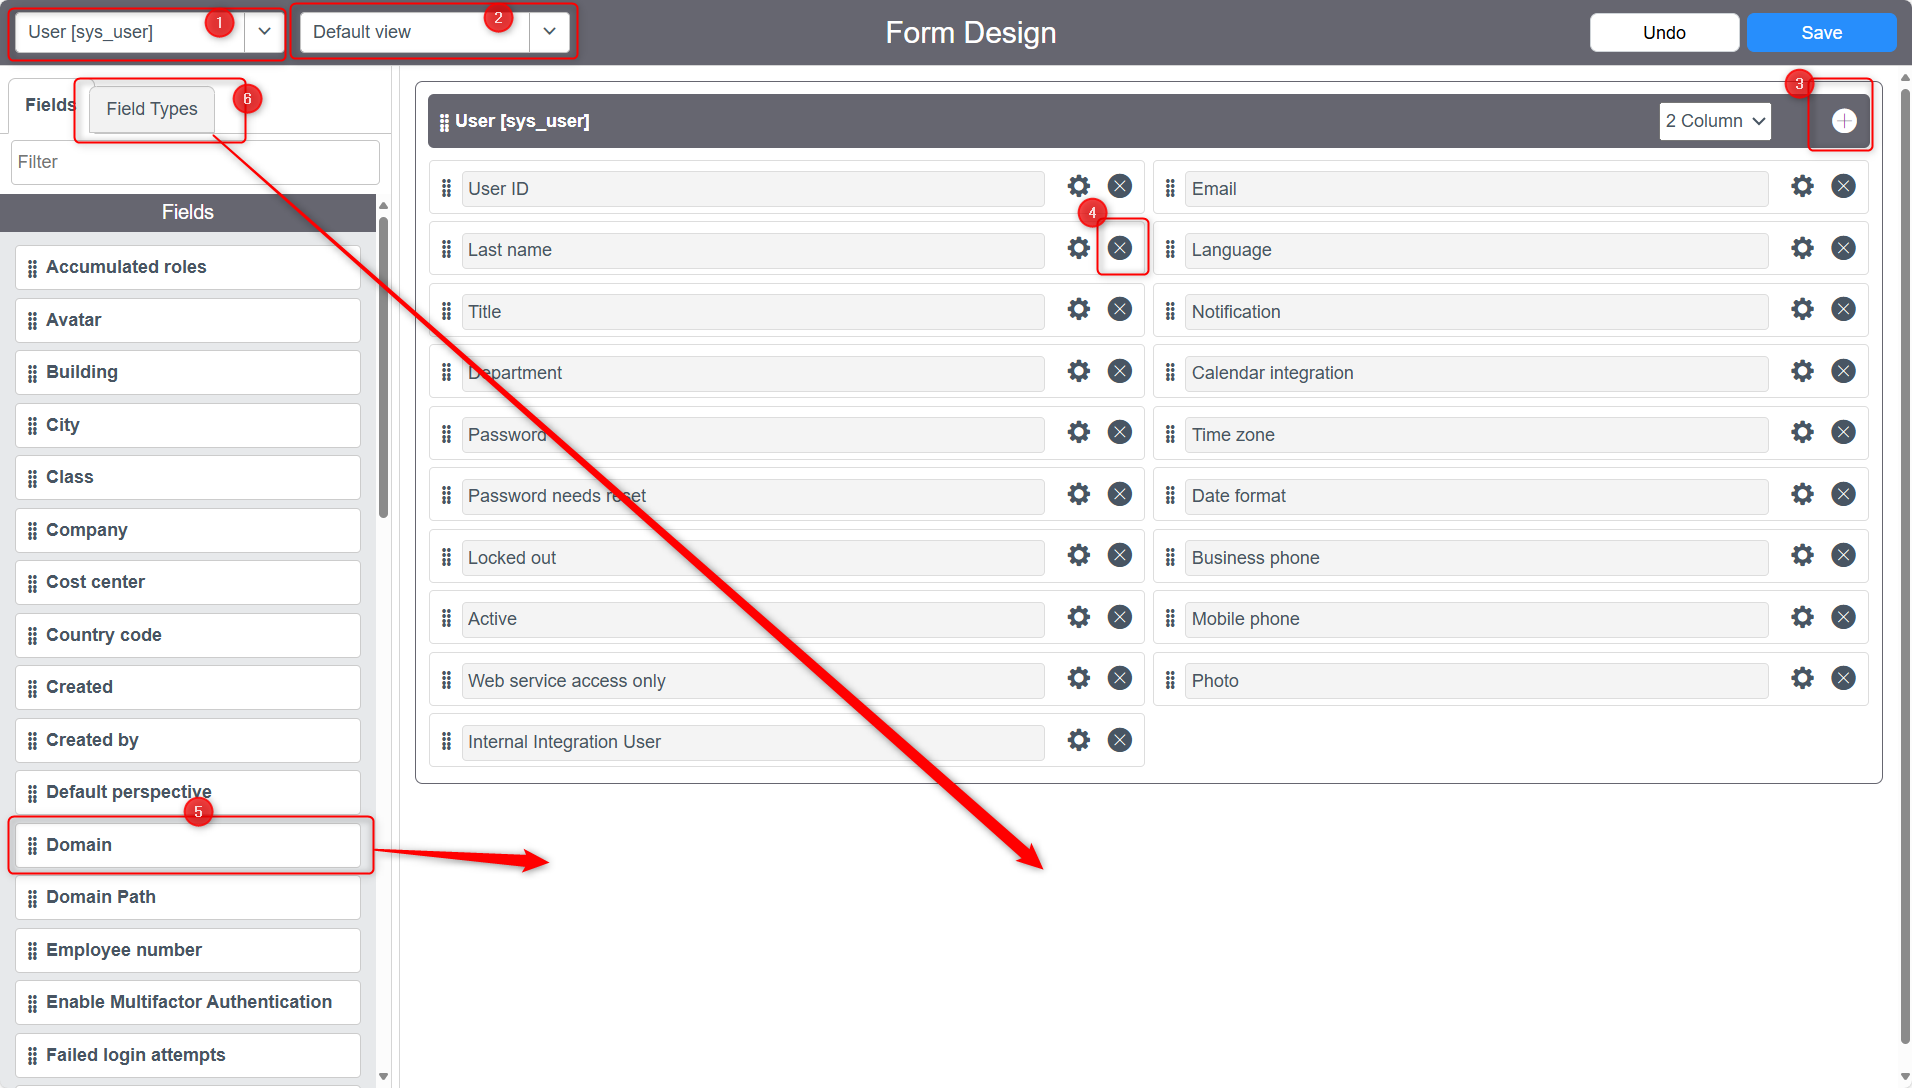 User [sys_user]
1
Default view
2
Form Design
Undo
Save
Fields
Field Types
6
Filter
Fields
Accumulated roles
Avatar
Building
City
Class
Company
Cost center
Country code
Created
Created by
Default perspective
5
Domain
Domain Path
Employee number
Enable Multifactor Authentication
Failed login attempts
3
User [sys_user]
2 Column
User ID
Email
4
Last name
Language
Title
Notification
Department
Calendar integration
Password
Time zone
Password needs reset
Date format
Locked out
Business phone
Active
Mobile phone
Web service access only
Photo
Internal Integration User